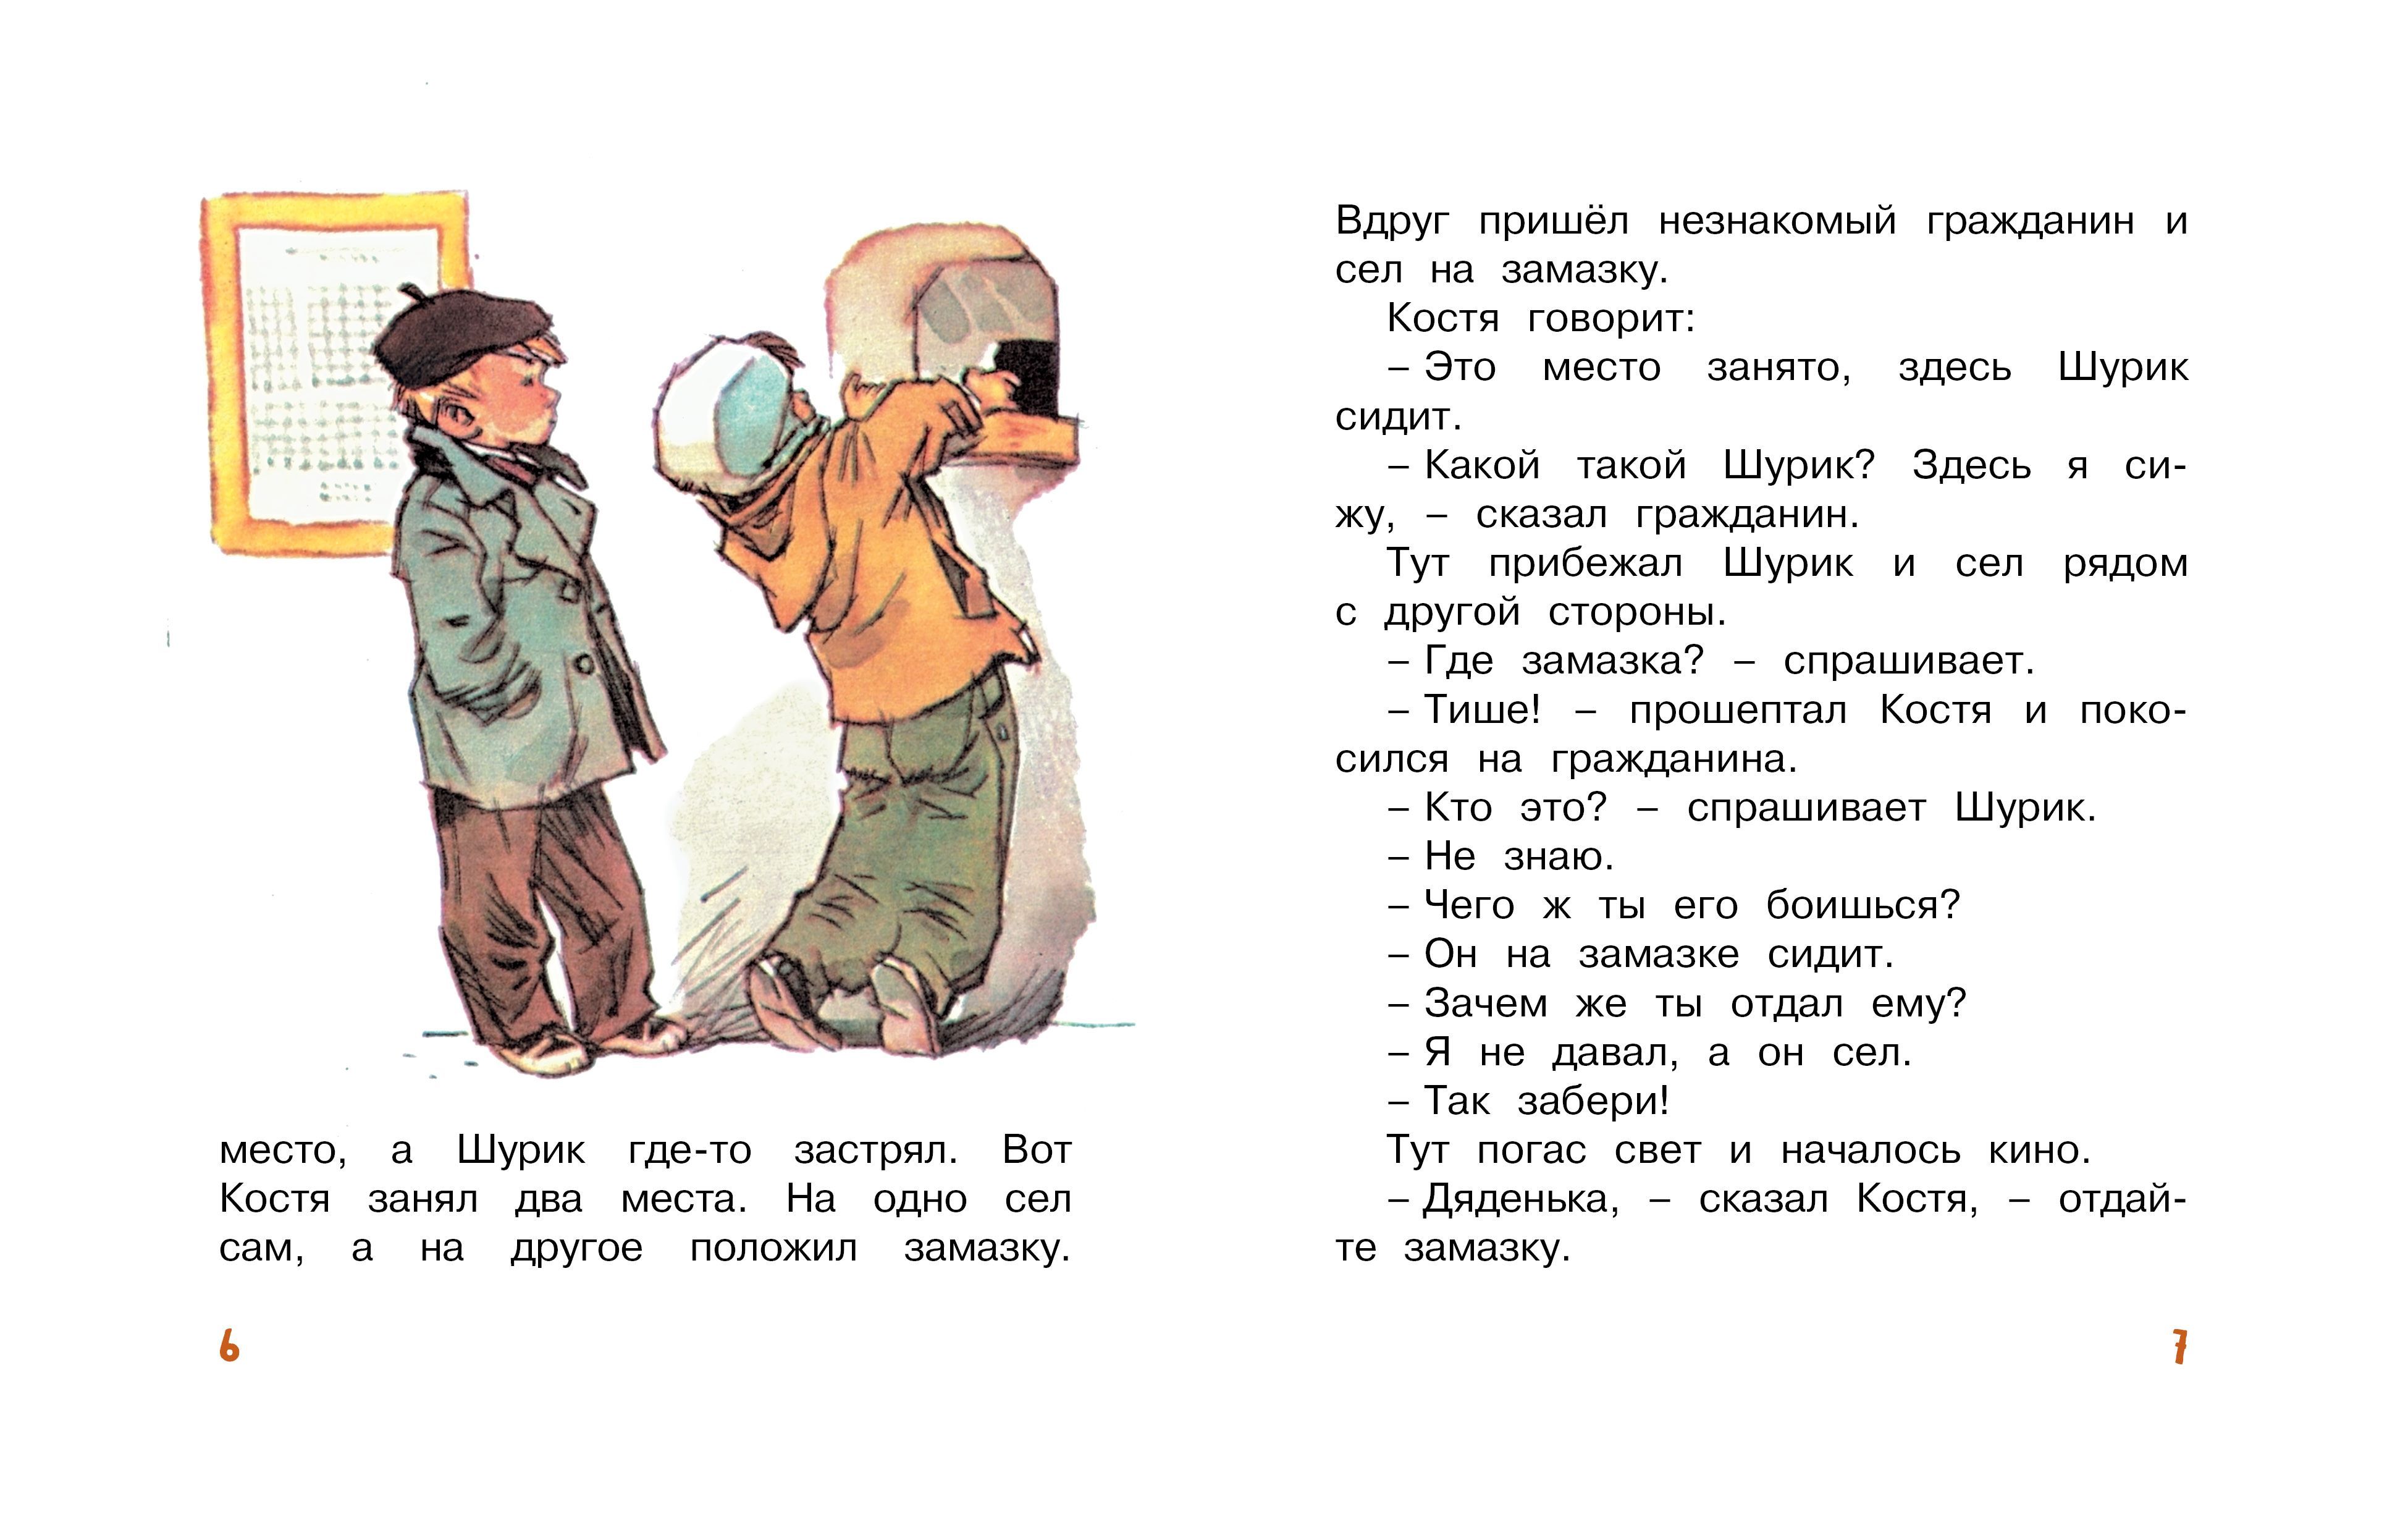 место, а Шурик где-то застрял. Вот
Костя занял два места. На одно сел
сам, а на другое положил замазку.
6
Вдруг пришёл незнакомый гражданин и
сел на замазку.
Костя говорит:
– Это место занято, здесь Шурик
сидит.
– Какой такой Шурик? Здесь я си-
жу, – сказал гражданин.
Тут прибежал Шурик и сел рядом
с другой стороны.
– Где замазка? – спрашивает.
– Тише! – прошептал Костя и поко-
сился на гражданина.
– Кто это? – спрашивает Шурик.
– Не знаю.
– Чего ж ты его боишься?
– Он на замазке сидит.
– Зачем же ты отдал ему?
– Я не давал, а он сел.
– Так забери!
Тут погас свет и началось кино.
– Дяденька, – сказал Костя, – отдай-
те замазку.
7